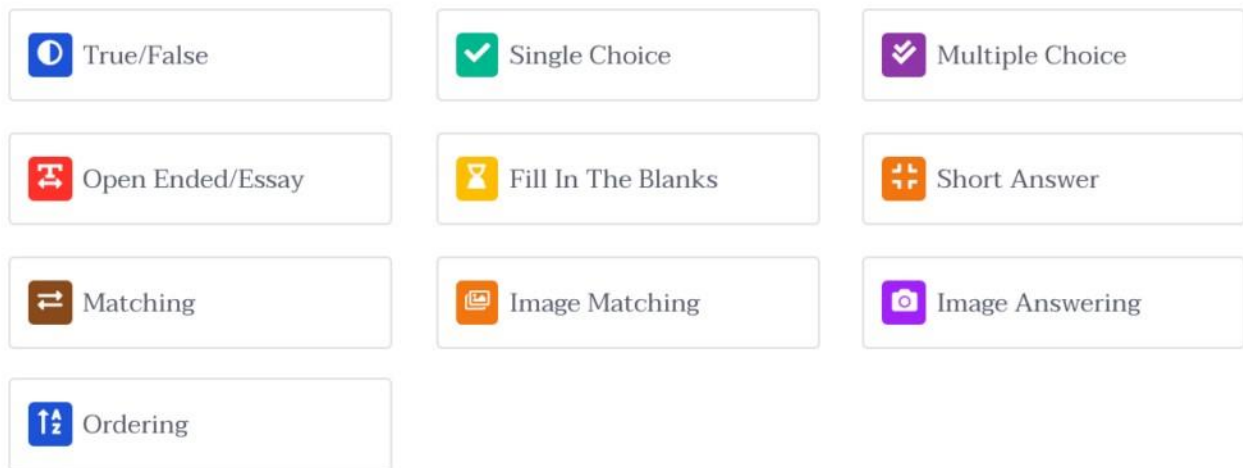 True/False
Single Choice
Multiple Choice
Open Ended/Essay
Fill In The Blanks
Short Answer
Matching
Image Matching
Image Answering
Ordering